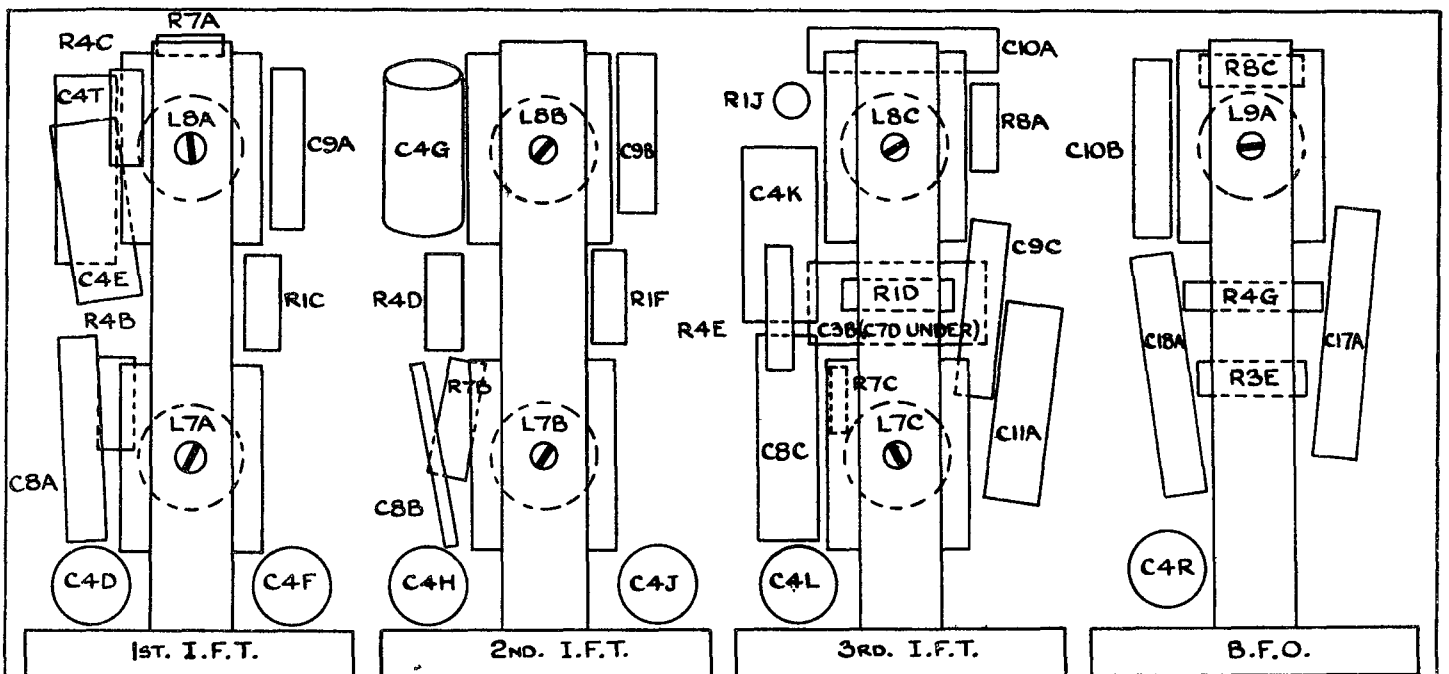 R7A
R4C
C4T
L8A
C9A
C4E
R1C
R4B
L7A
C8A
C4D
C4F
1ST. I.F.T.
C4G
L8B
C9B
R4D
R1F
R7B
L7B
C8B
C4H
C4J
2ND. I.F.T.
C10A
R1J
L8C
R8A
C4K
C9C
R1D
R4E
C3B (C7D UNDER)
R7C
L7C
C8C
C11A
C4L
3RD. I.F.T.
R8C
L9A
C10B
R4G
C18A
C17A
R3E
C4R
B.F.O.